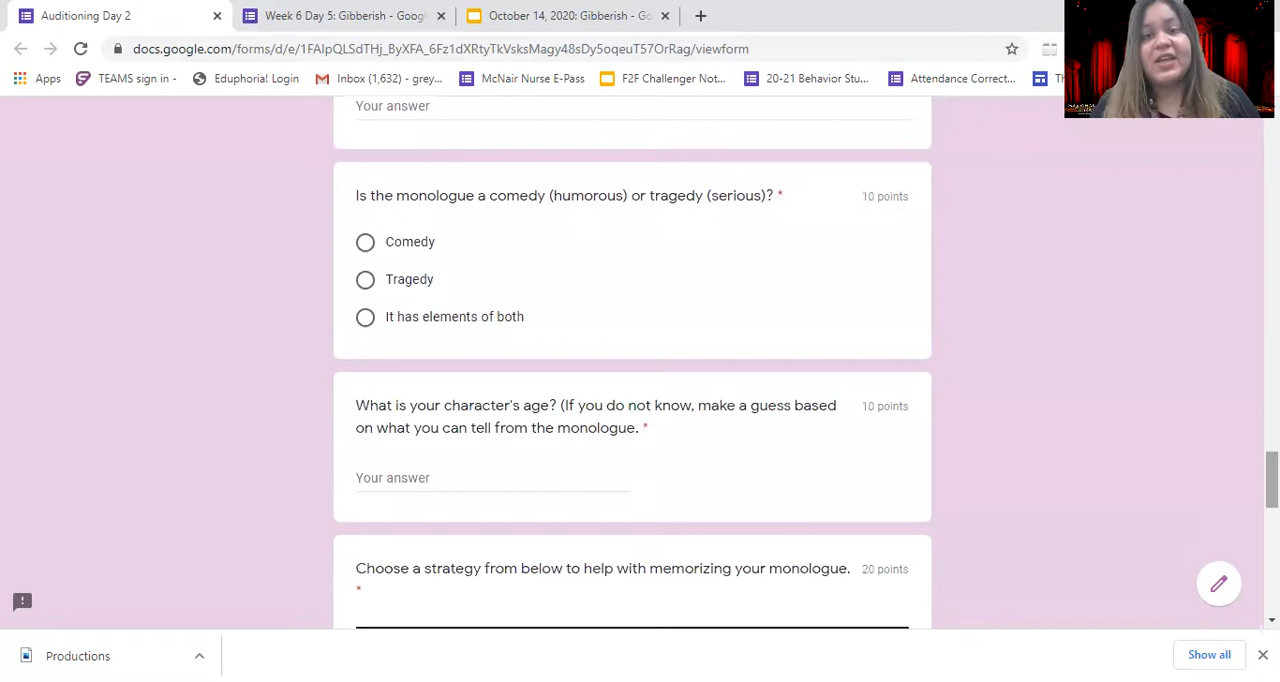 Auditioning Day 2
Week 6 Day 5: Gibberish - Googl
October 14, 2020: Gibberish - Go
docs.google.com/forms/d/e/1FAIpQLSdTHj_ByXFA_6Fz1dXRtyTkVsksMagy48sDy5oqeuT57OrRag/viewform
Apps
TEAMS sign in -
Eduphoria! Login
Inbox (1,632) - grey...
McNair Nurse E-Pass
F2F Challenger Not...
20-21 Behavior Stu...
Attendance Correct...
Your answer
Is the monologue a comedy (humorous) or tragedy (serious)? *
10 points
Comedy
Tragedy
It has elements of both
What is your character's age? (If you do not know, make a guess based
10 points
on what you can tell from the monologue. *
Your answer
Choose a strategy from below to help with memorizing your monologue.
20 points
*
Productions
Show all